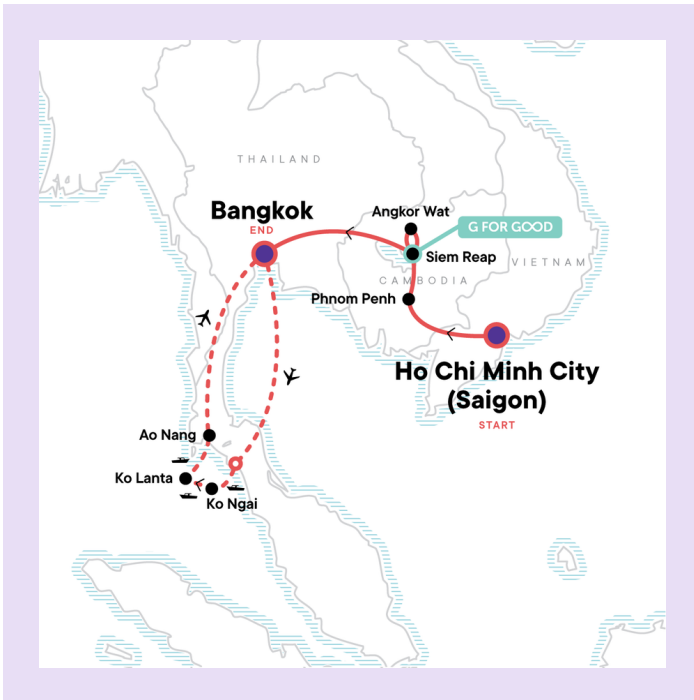 THAILAND
Bangkok
END
Angkor Wat
G FOR GOOD
Siem Reap
VIETNAM
CAMBODIA
Phnom Penh
Ho Chi Minh City
(Saigon)
START
Ao Nang
Ko Lanta
Ko Ngai